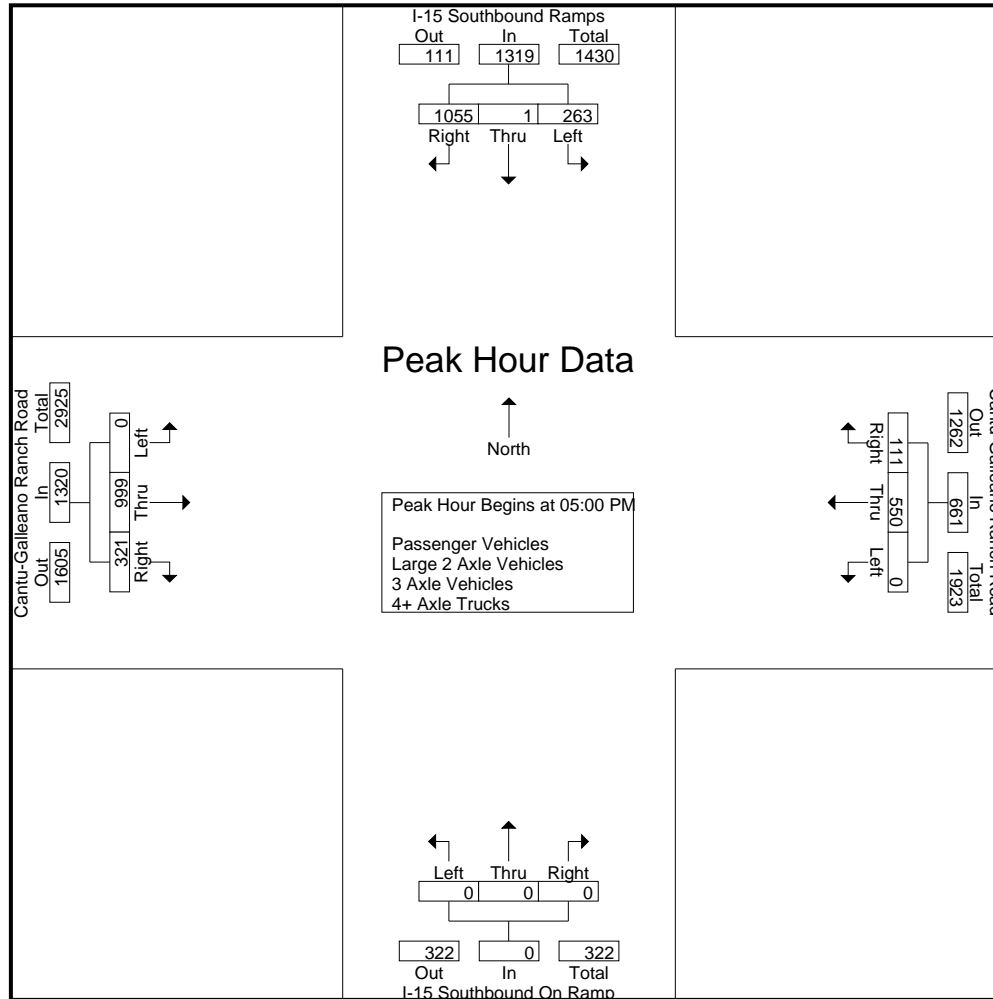 I-15 Southbound Ramps
Out In Total
111 1319 1430
1055 1 263
Right Thru Left
Peak Hour Data
North
Peak Hour Begins at 05:00 PM
Passenger Vehicles
Large 2 Axle Vehicles
3 Axle Vehicles
4+ Axle Trucks
Cantu-Galleano Ranch Road
Out In Total
1605 1320 2925
Left Thru Right
0 999 321
Out In Total
1262 661 1923
Right Thru Left
111 550 0
Left Thru Right
0 0 0
322 0 322
Out In Total
I-15 Southbound On Ramp